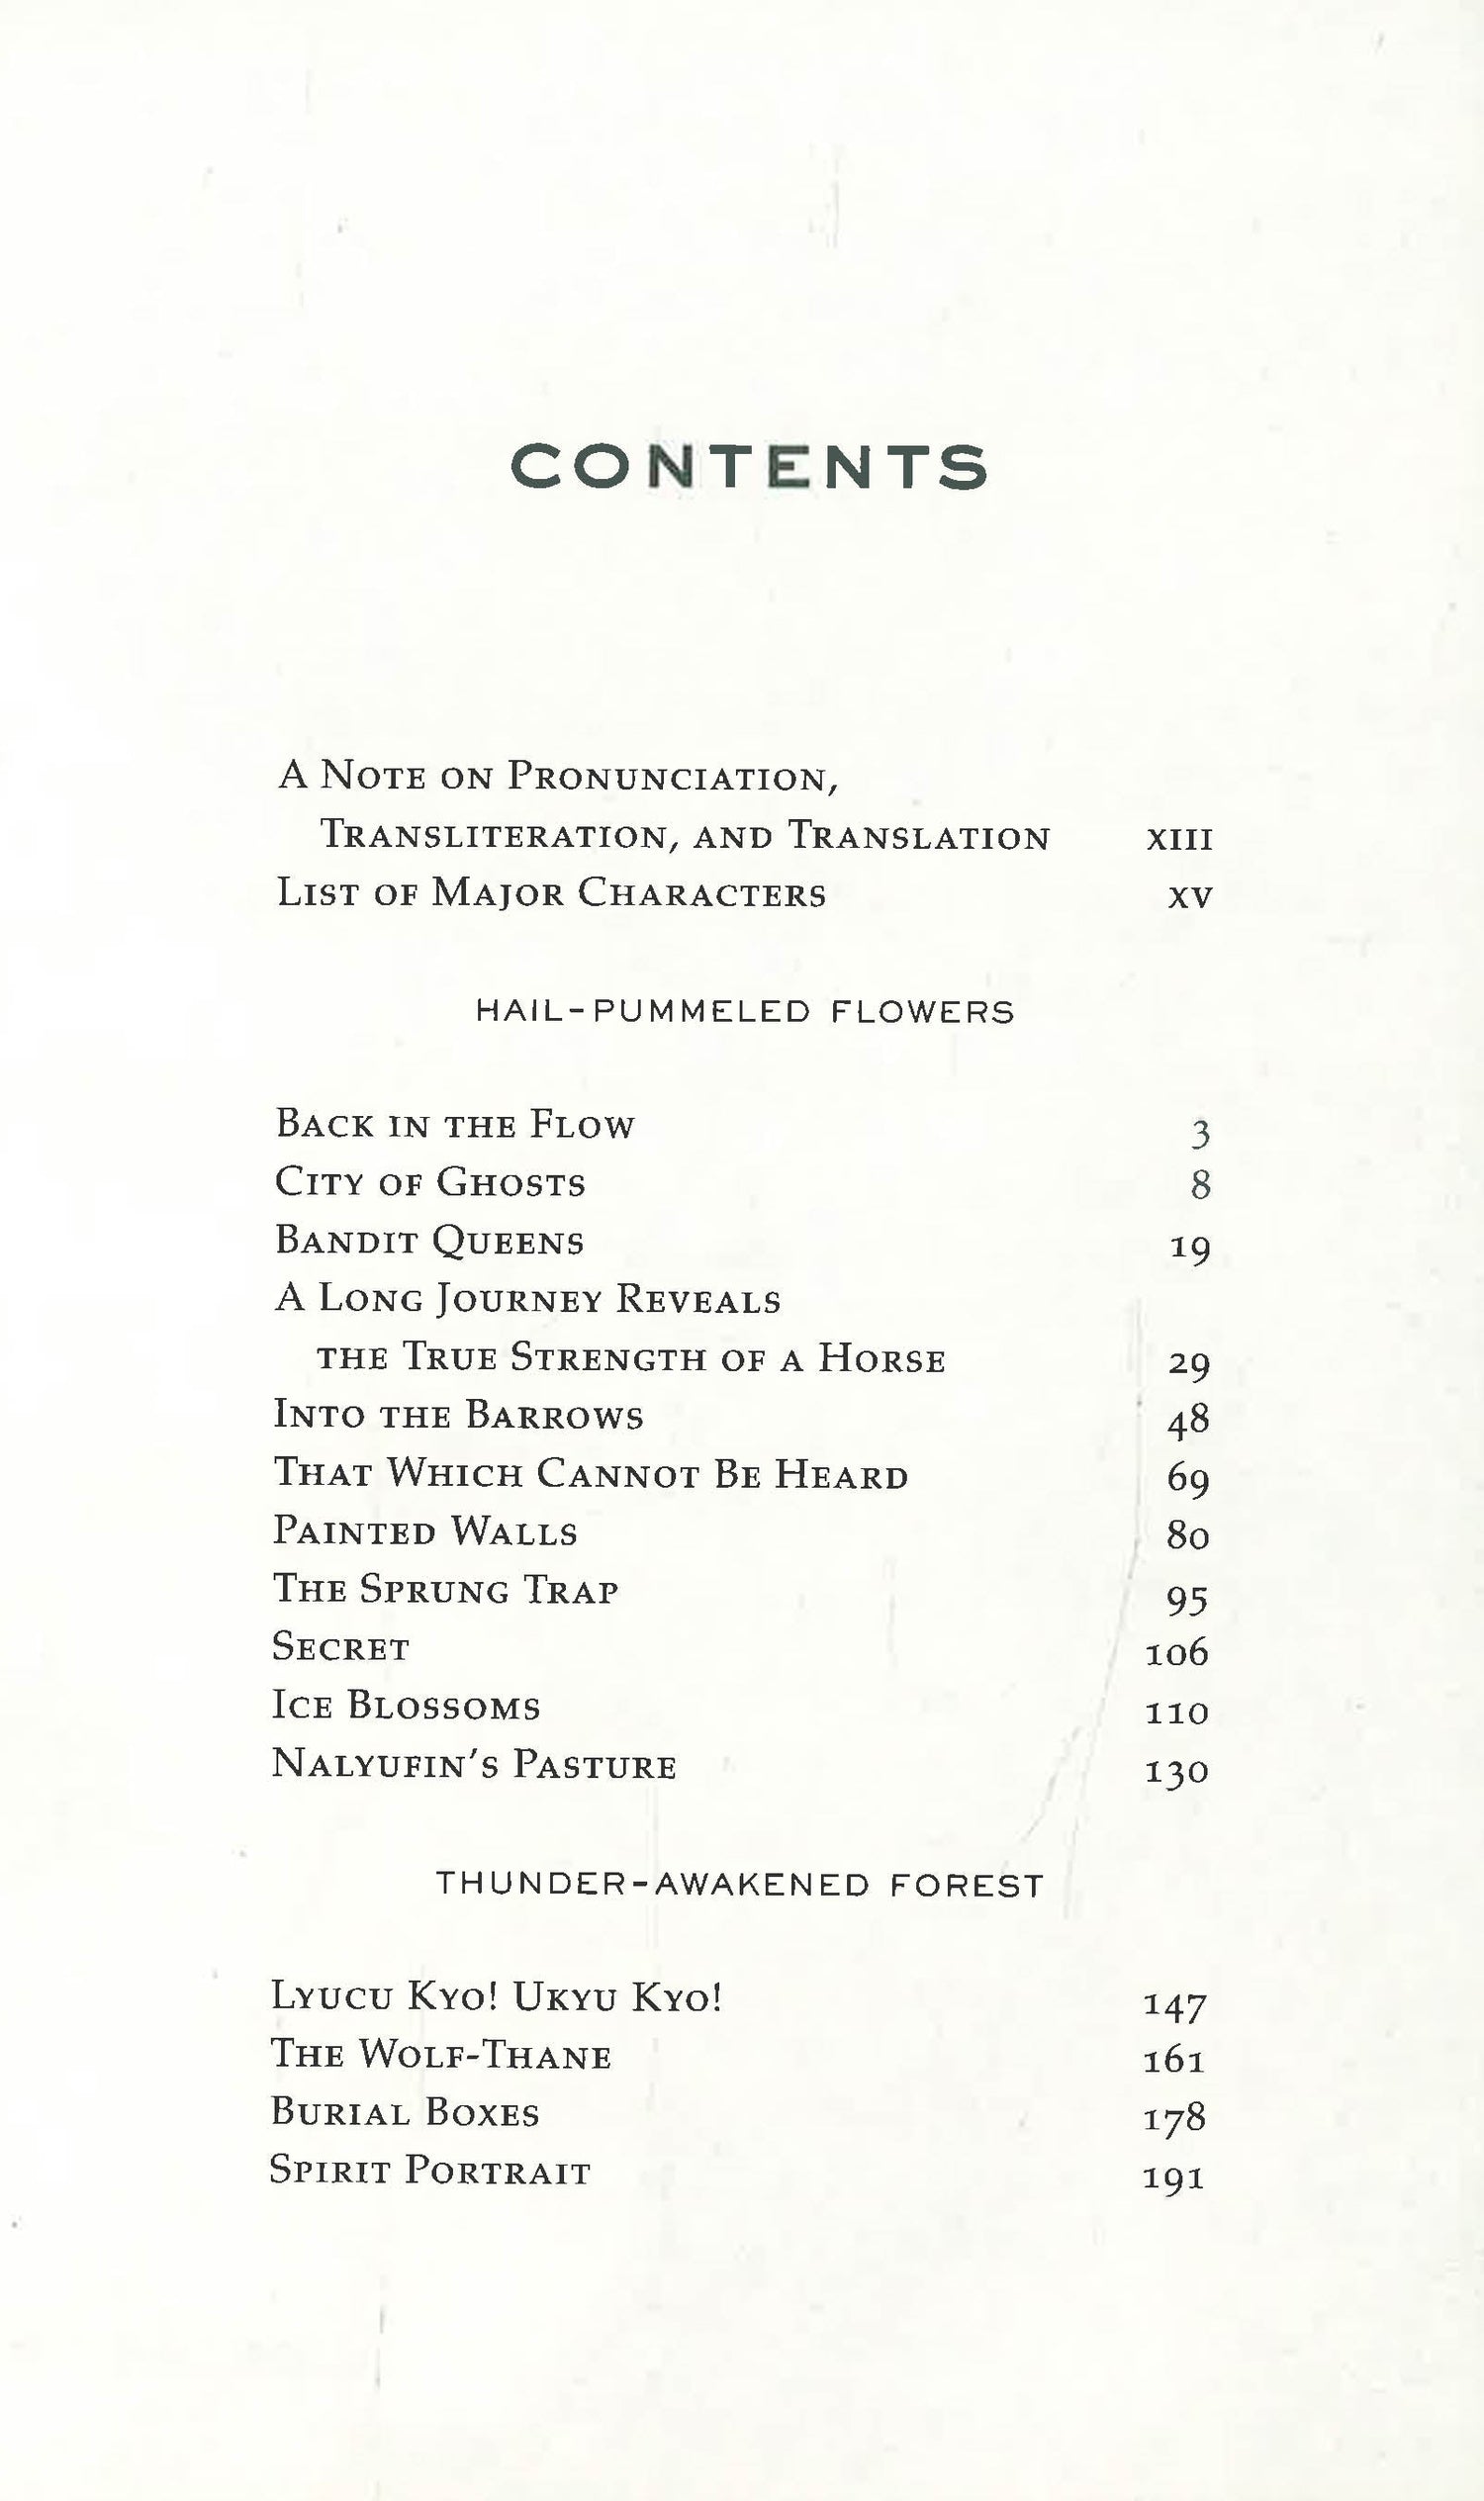 CONTENTS
A Note on Pronunciation,
Transliteration, and Translation xiii
List of Major Characters xv
HAIL-PUMMELED FLOWERS
Back in the Flow 3
City of Ghosts 8
Bandit Queens 19
A Long Journey Reveals
the True Strength of a Horse 29
Into the Barrows 48
That Which Cannot Be Heard 69
Painted Walls 80
The Sprung Trap 95
Secret 106
Ice Blossoms 110
Nalyufin's Pasture 130
THUNDER-AWAKENED FOREST
Lyucu Kyo! Ukyu Kyo! 147
The Wolf-Thane 161
Burial Boxes 178
Spirit Portrait 191